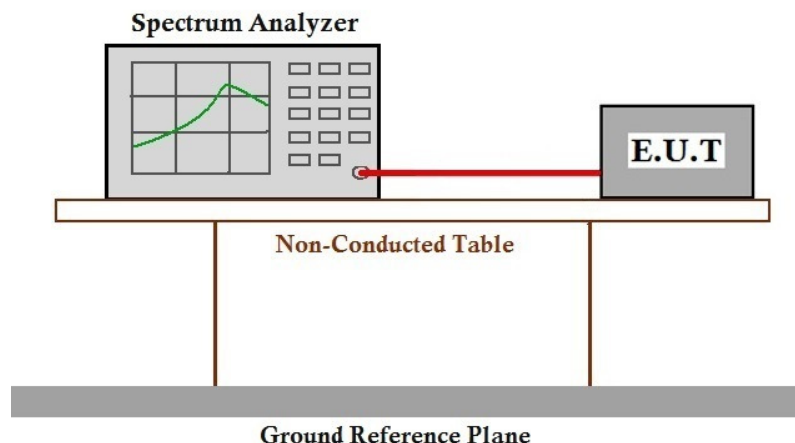 Spectrum Analyzer
E.U.T
Non-Conducted Table
Ground Reference Plane